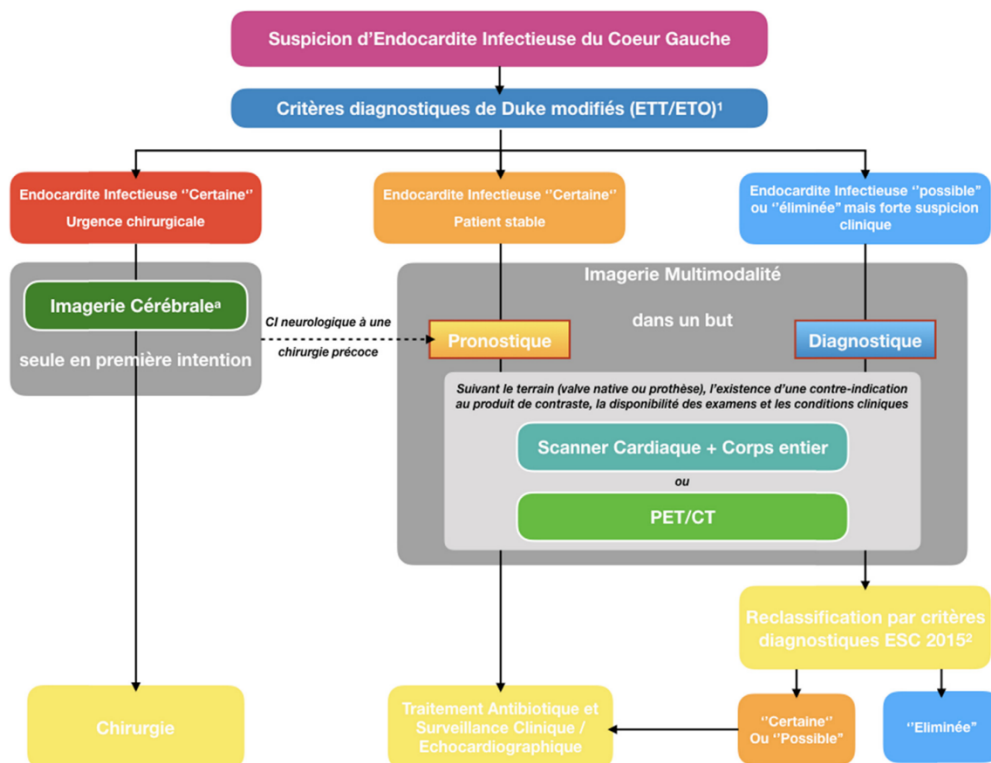 Suspicion d'Endocardite Infectieuse du Coeur Gauche
Critères diagnostiques de Duke modifiés (ETT/ETO)¹
Endocardite Infectieuse ‘‘Certaine‘‘
Urgence chirurgicale
Endocardite Infectieuse ‘‘Certaine‘‘
Patient stable
Endocardite Infectieuse ‘‘possible’’
ou ‘‘éliminée’’ mais forte suspicion
clinique
Imagerie Cérébraleᵃ
seule en première intention
CI neurologique à une
chirurgie précoce
Imagerie Multimodalité
dans un but
Pronostique
Diagnostique
Suivant le terrain (valve native ou prothèse), l'existence d'une contre-indication
au produit de contraste, la disponibilité des examens et les conditions cliniques
Scanner Cardiaque + Corps entier
ou
PET/CT
Reclassification par critères
diagnostiques ESC 2015²
Chirurgie
Traitement Antibiotique et
Surveillance Clinique /
Echocardiographique
‘‘Certaine‘‘
Ou ‘‘Possible’’
‘‘Eliminée’’